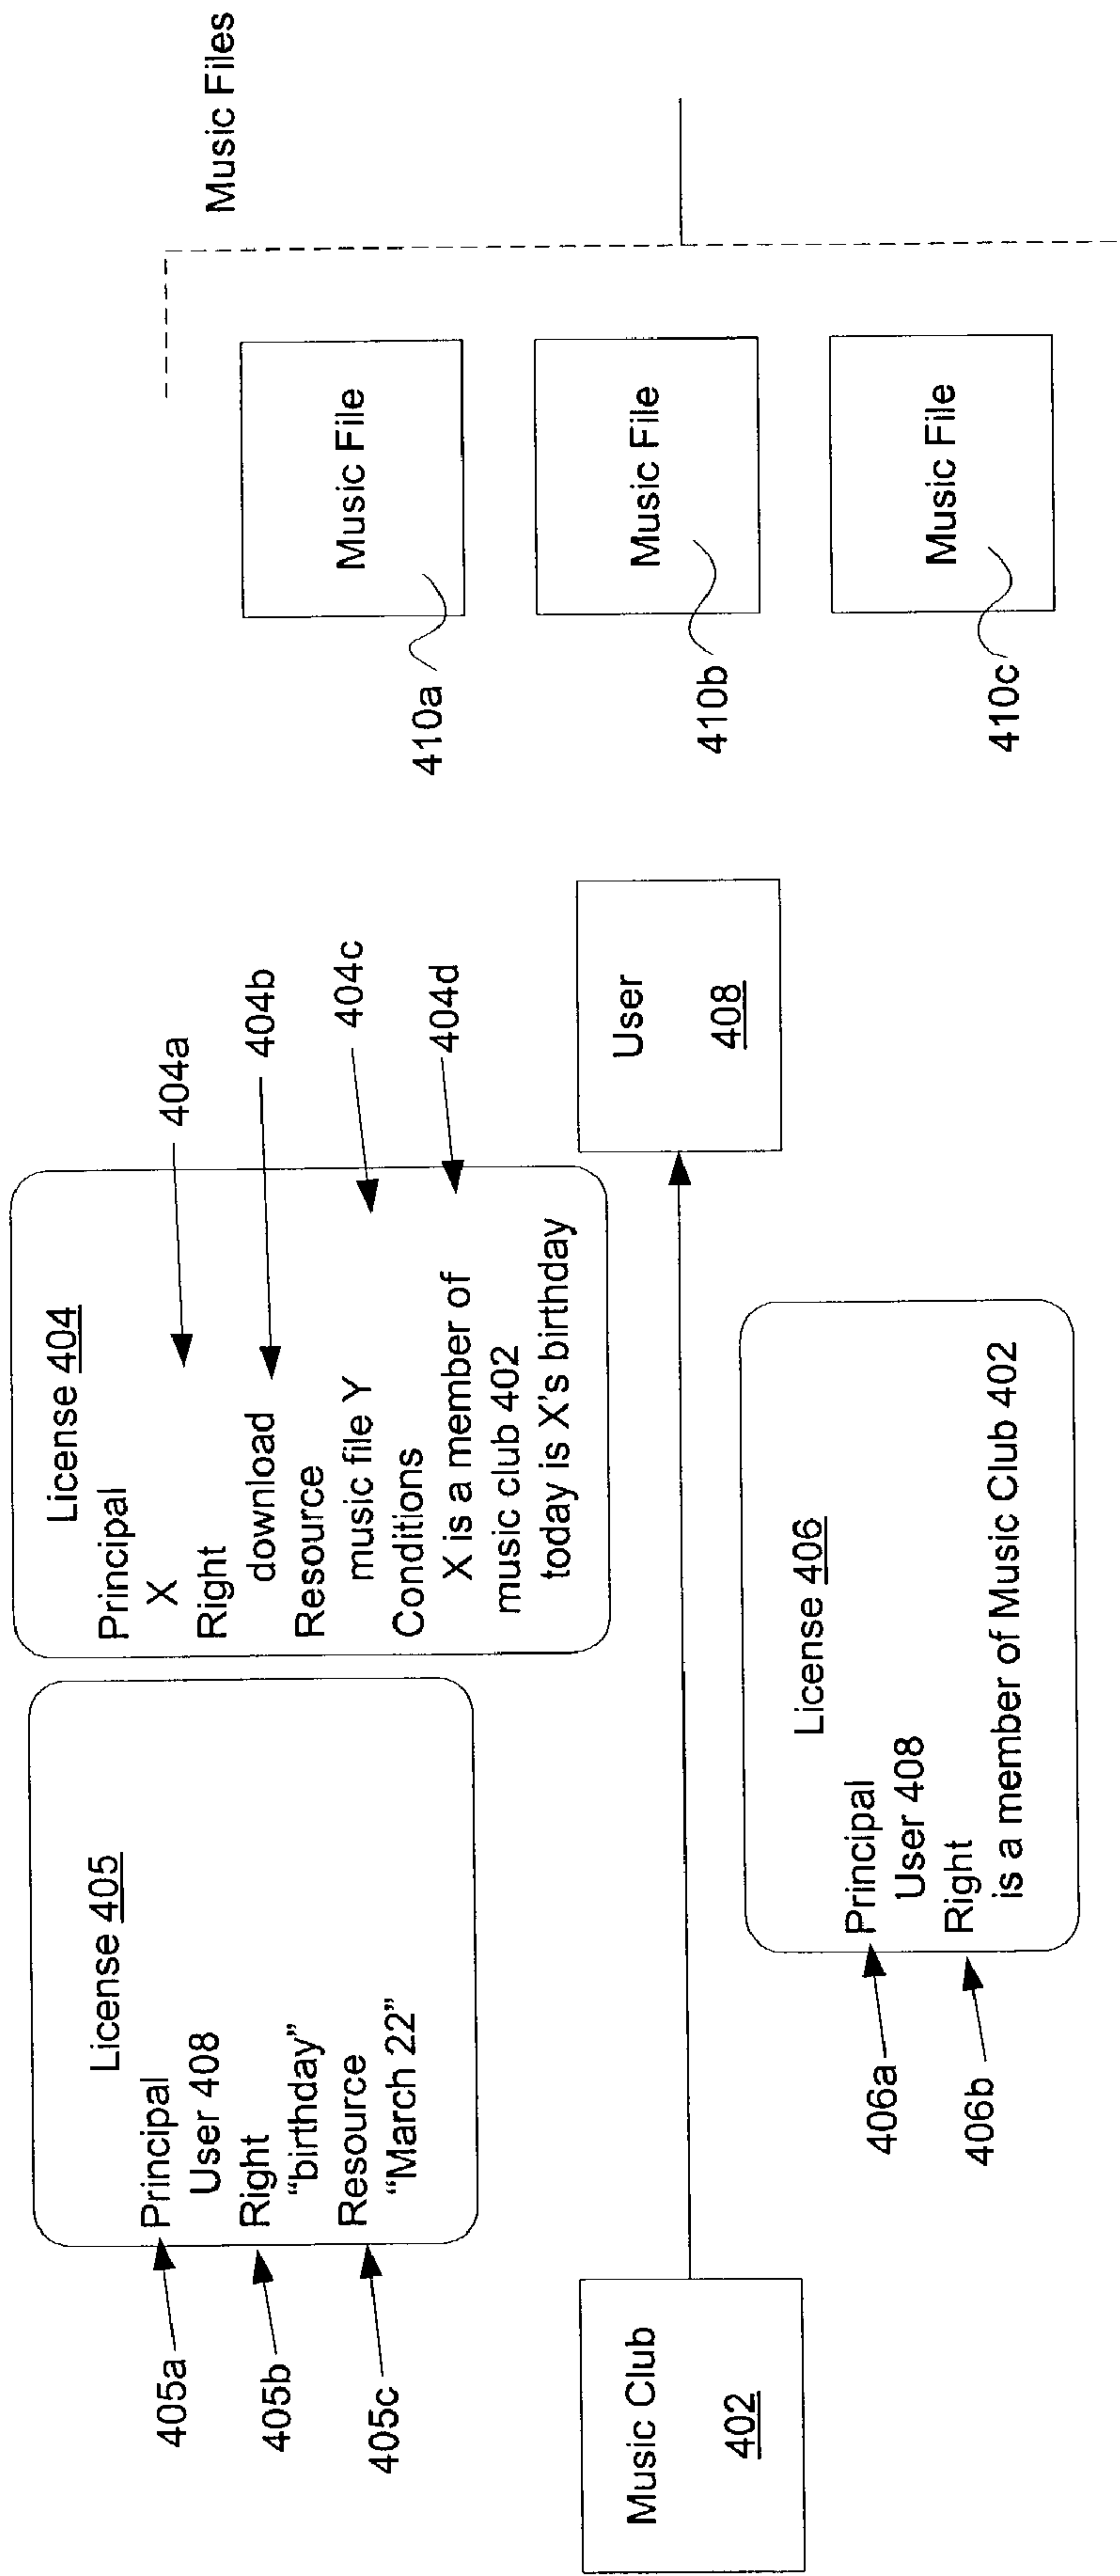 License 405
Principal
User 408
Right
“birthday”
Resource
“March 22”
405a
405b
405c
License 404
Principal
X
Right
download
Resource
music file Y
Conditions
X is a member of
music club 402
today is X's birthday
404a
404b
404c
404d
Music Club
402
User
408
License 406
Principal
User 408
Right
is a member of Music Club 402
406a
406b
Music Files
Music File
410a
Music File
410b
Music File
410c